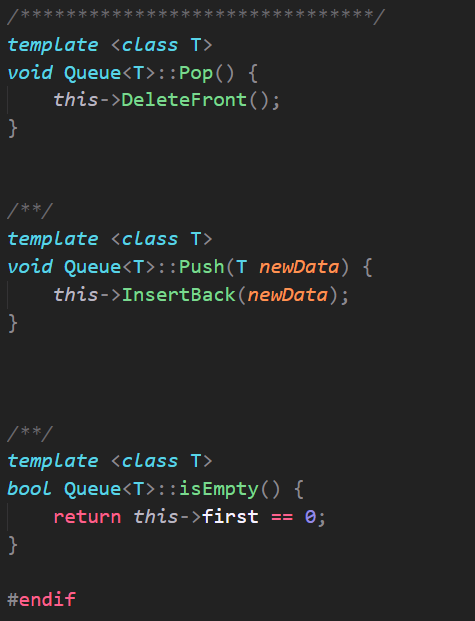 /*******************************/
template <class T>
void Queue<T>::Pop() {
    this->DeleteFront();
}
/**/
template <class T>
void Queue<T>::Push(T newData) {
    this->InsertBack(newData);
}
/**/
template <class T>
bool Queue<T>::isEmpty() {
    return this->first == 0;
}
#endif